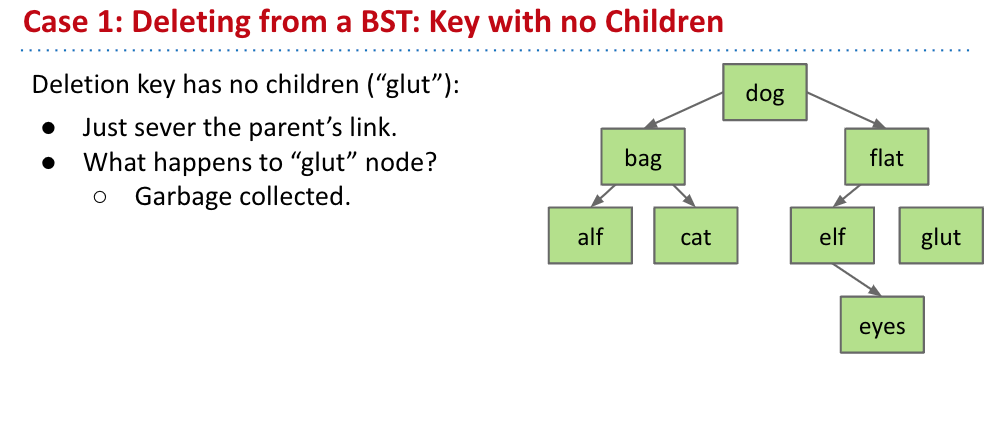 Case 1: Deleting from a BST: Key with no Children
Deletion key has no children (“glut”):
● Just sever the parent’s link.
● What happens to “glut” node?
○ Garbage collected.
dog
bag
flat
alf
cat
elf
glut
eyes